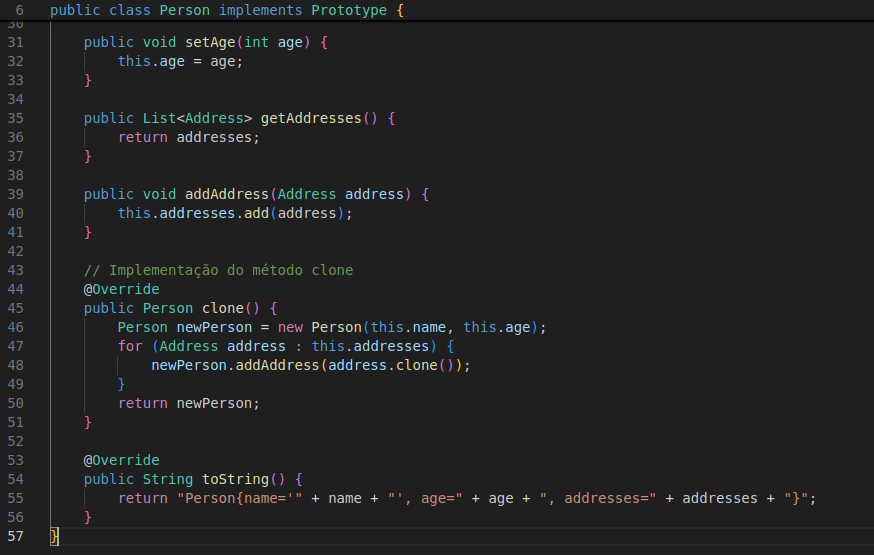 6 public class Person implements Prototype {
30
31 public void setAge(int age) {
32 this.age = age;
33 }
34
35 public List<Address> getAddresses() {
36 return addresses;
37 }
38
39 public void addAddress(Address address) {
40 this.addresses.add(address);
41 }
42
43 // Implementação do método clone
44 @Override
45 public Person clone() {
46 Person newPerson = new Person(this.name, this.age);
47 for (Address address : this.addresses) {
48 newPerson.addAddress(address.clone());
49 }
50 return newPerson;
51 }
52
53 @Override
54 public String toString() {
55 return "Person{name='" + name + "', age=" + age + ", addresses=" + addresses + "}";
56 }
57 }